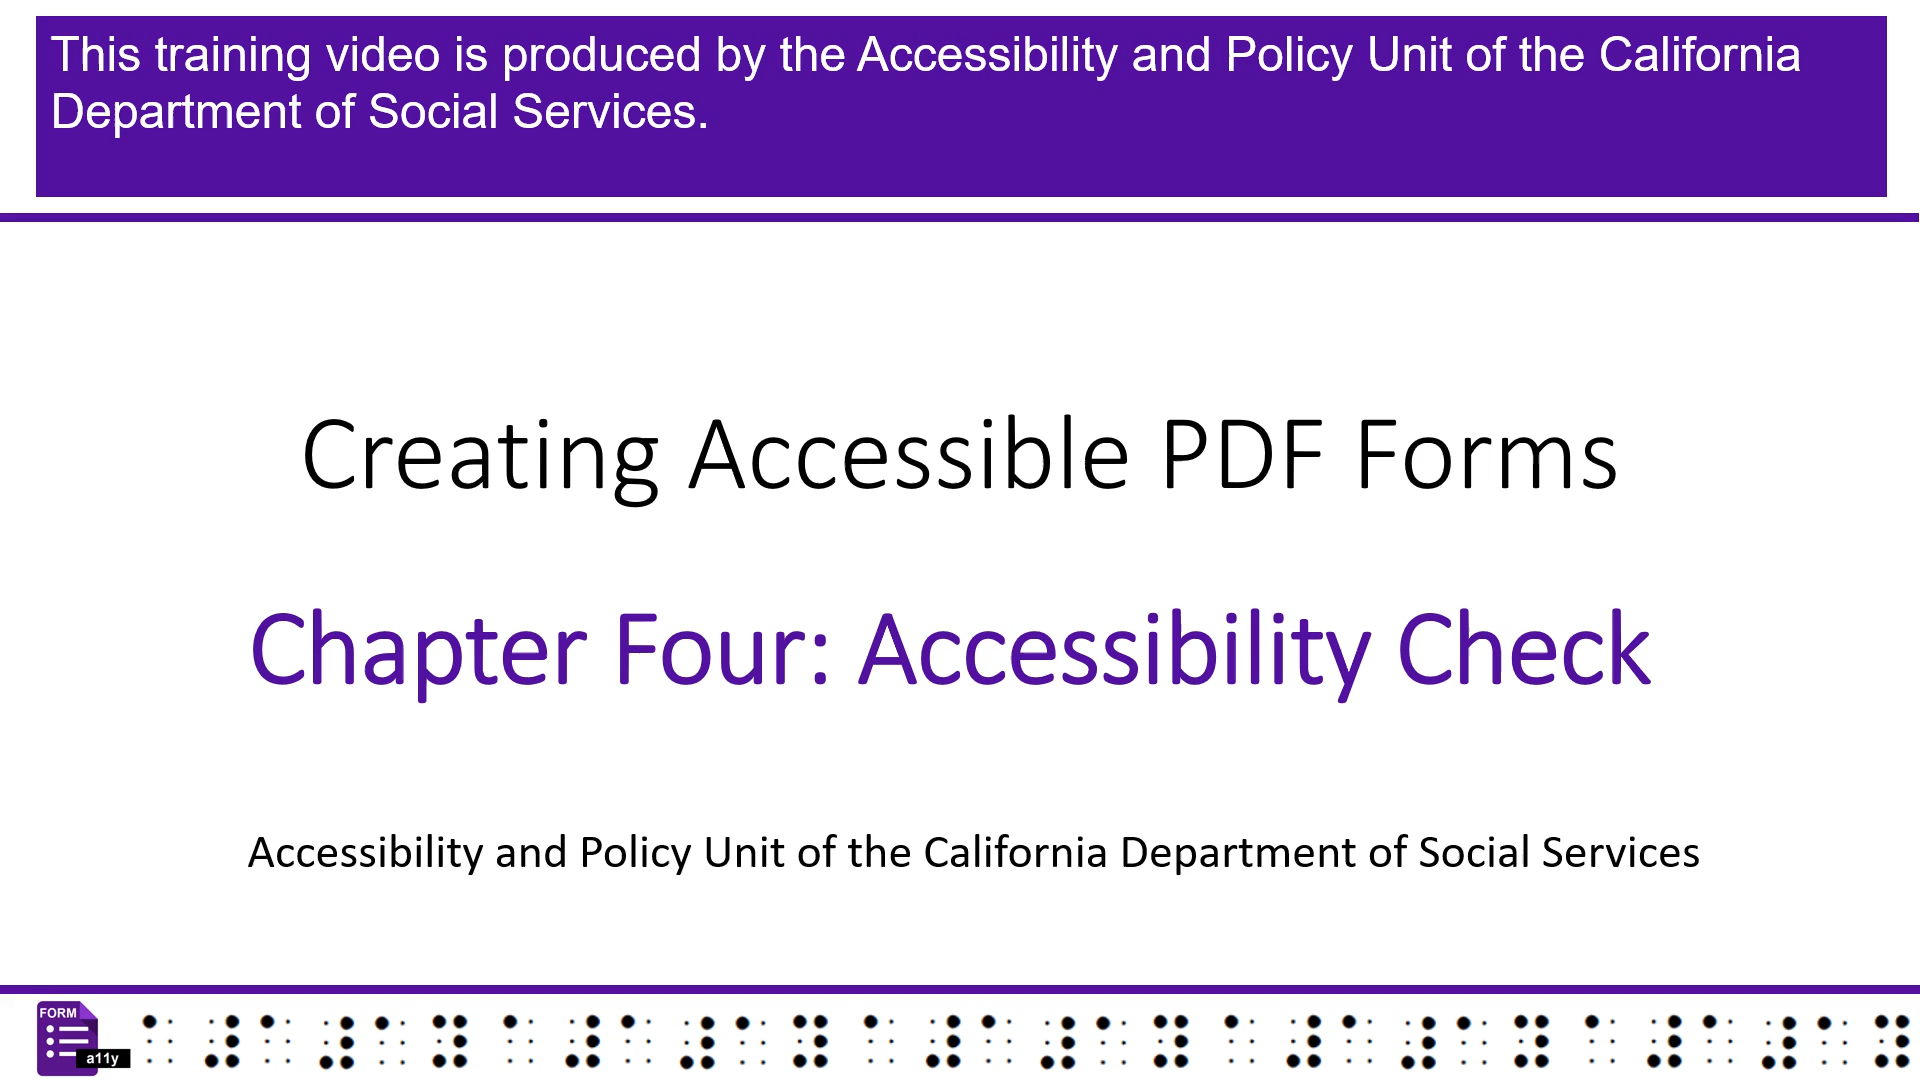 This training video is produced by the Accessibility and Policy Unit of the California
Department of Social Services.
Creating Accessible PDF Forms
Chapter Four: Accessibility Check
Accessibility and Policy Unit of the California Department of Social Services
FORM
a11y